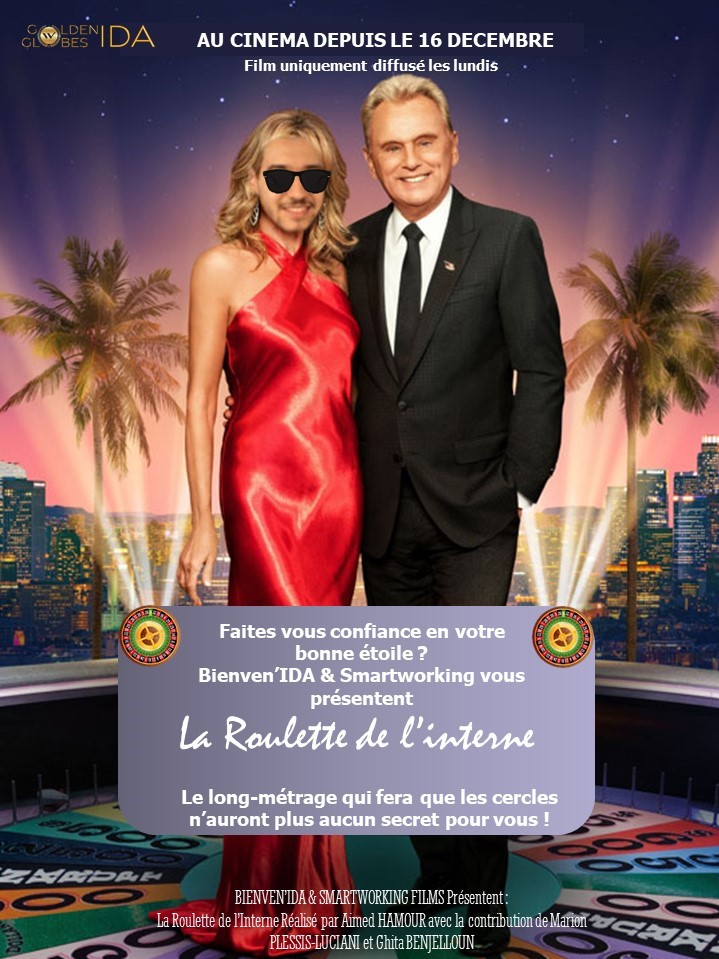 GOLDEN
GLOBES
IDA
AU CINEMA DEPUIS LE 16 DECEMBRE
Film uniquement diffusé les lundis
Faites vous confiance en votre
bonne étoile ?
Bienven’IDA & Smartworking vous
présentent
La Roulette de l’interne
Le long-métrage qui fera que les cercles
n’auront plus aucun secret pour vous !
BIENVEN’IDA & SMARTWORKING FILMS Présentent :
La Roulette de l’Interne Réalisé par Aimed HAMOUR avec la contribution de Marion
PLESSIS-LUCIANI et Ghita BENJELLOUN